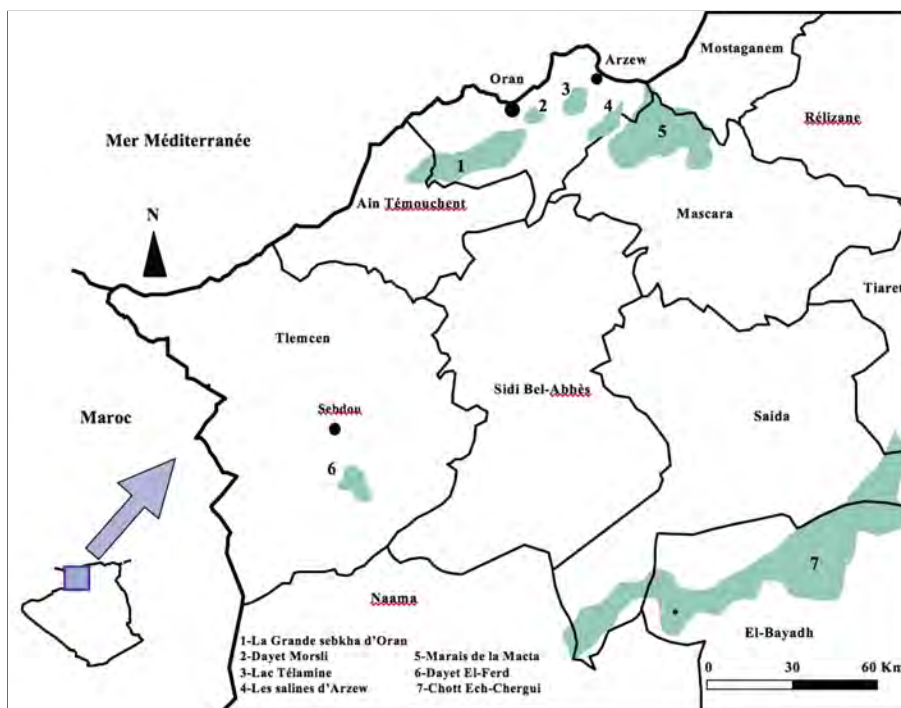 Mostaganem
Arzew
Oran
3
2
4
5
Rélizane
Mer Méditerranée
1
Ain Témouchent
N
Mascara
Tiaret
Tlemcen
Sidi Bel-Abbès
Saida
Maroc
Sebdou
6
7
Naama
El-Bayadh
1-La Grande sebkha d'Oran
2-Dayet Morsli
3-Lac Télamine
4-Les salines d'Arzew
5-Marais de la Macta
6-Dayet El-Ferd
7-Chott Ech-Chergui
0 30 60 Km